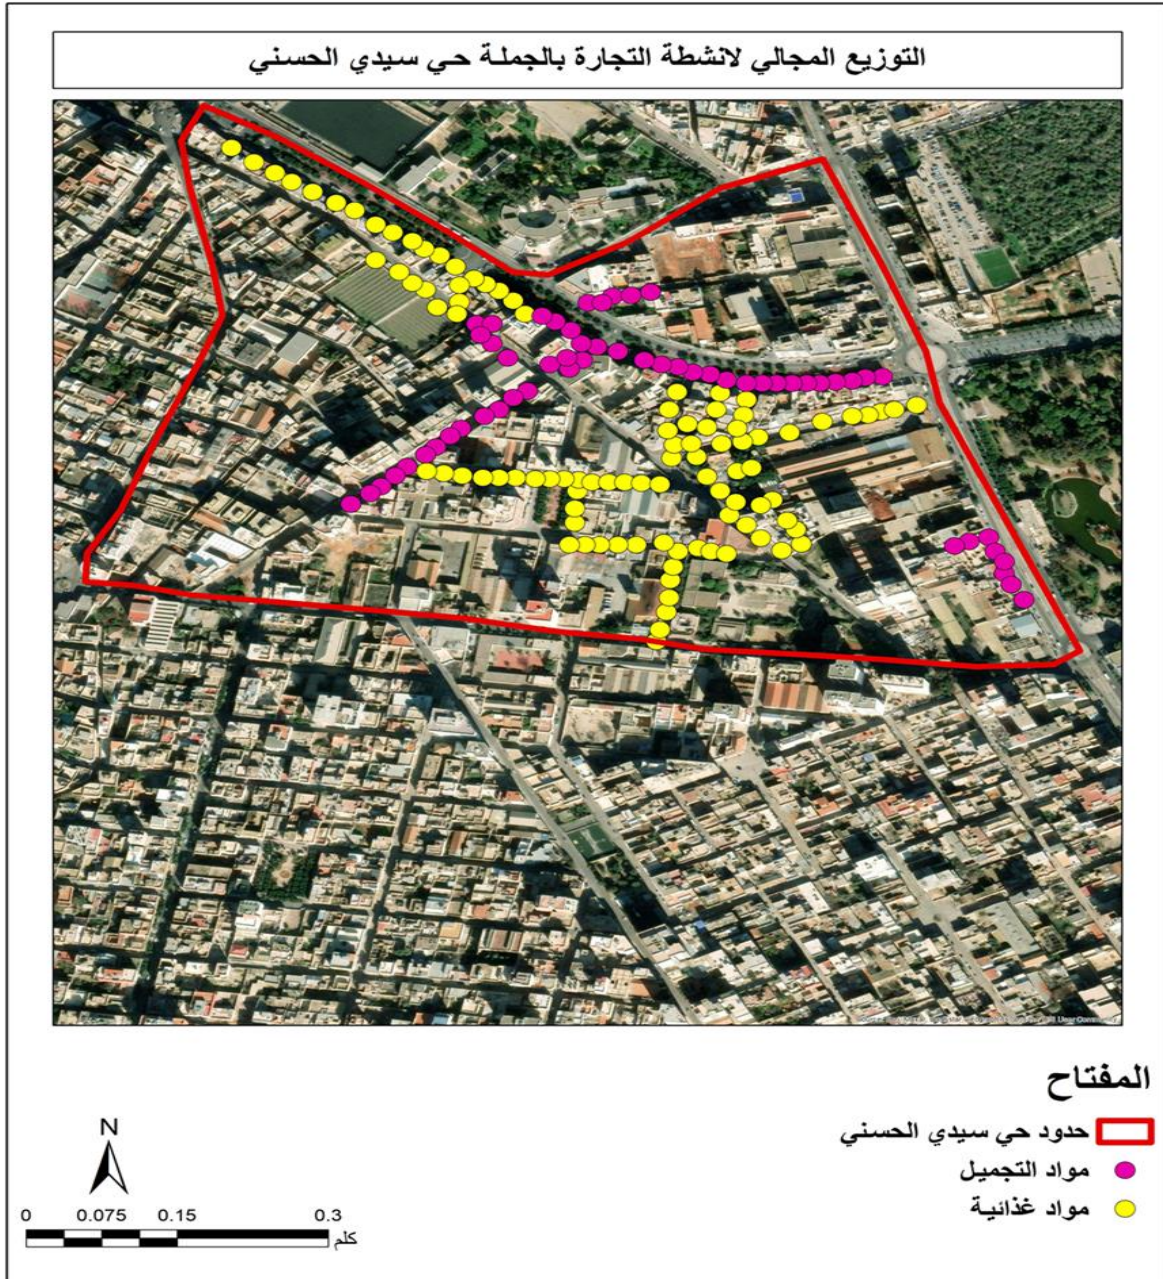 التوزيع المجالي لانشطة التجارة بالجملة حي سيدي الحسني
المفتاح
حدود حي سيدي الحسني
مواد التجميل
مواد غذائية
N
0 0.075 0.15 0.3
كلم